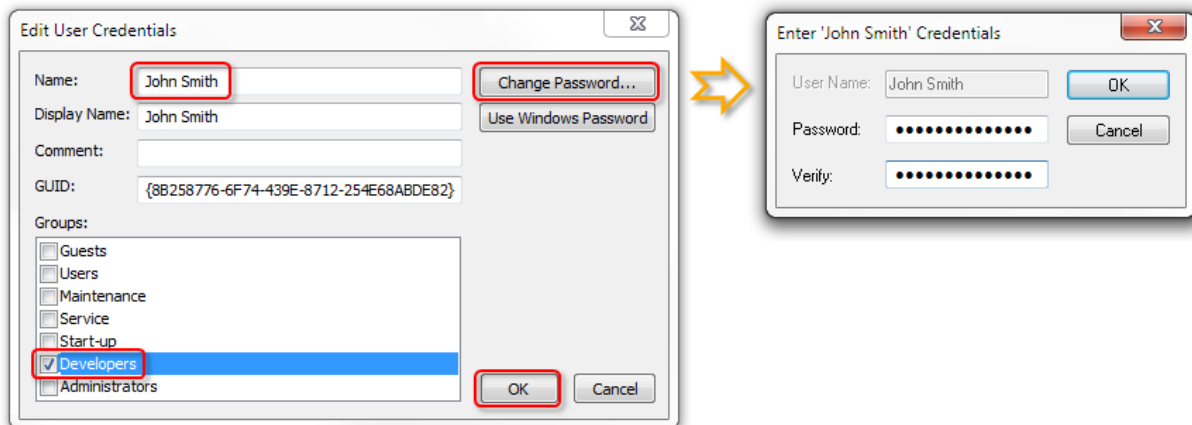 Edit User Credentials
Name: John Smith Change Password...
Display Name: John Smith Use Windows Password
Comment:
GUID: {8B258776-6F74-439E-8712-254E68ABDE82}
Groups:
Guests
Users
Maintenance
Service
Start-up
Developers
Administrators
OK Cancel
Enter 'John Smith' Credentials
User Name: John Smith OK
Password: ●●●●●●●●●●●●●● Cancel
Verify: ●●●●●●●●●●●●●●